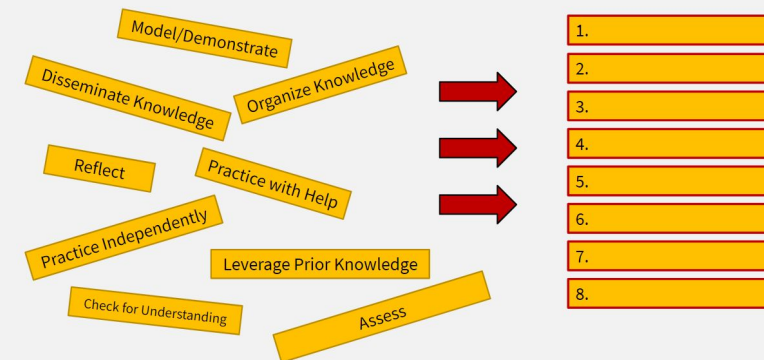 Model/Demonstrate
Disseminate Knowledge
Organize Knowledge
Reflect
Practice with Help
Practice Independently
Leverage Prior Knowledge
Check for Understanding
Assess
1.
2.
3.
4.
5.
6.
7.
8.